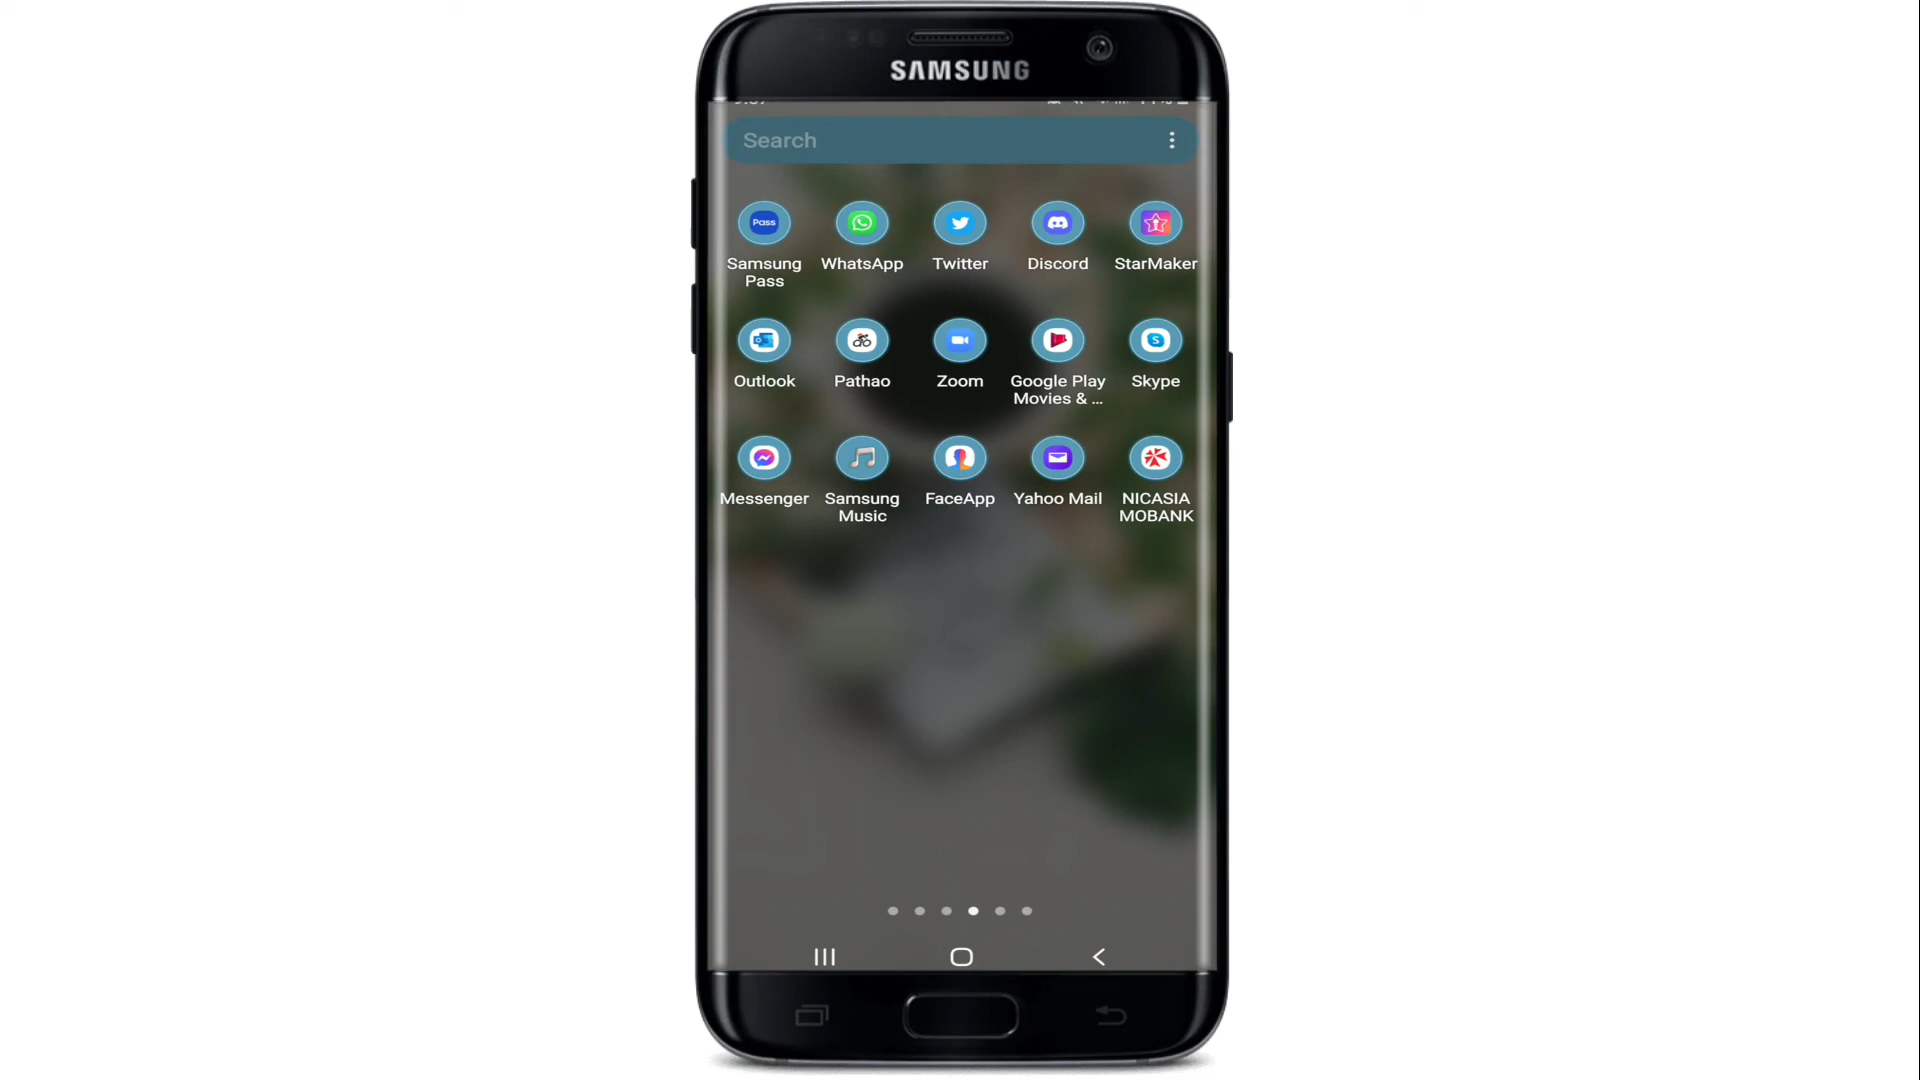 SAMSUNG
Search
Pass
Samsung Pass
WhatsApp
Twitter
Discord
StarMaker
Outlook
Pathao
Zoom
Google Play Movies & ...
Skype
Messenger
Samsung Music
FaceApp
Yahoo Mail
NICASIA MOBANK